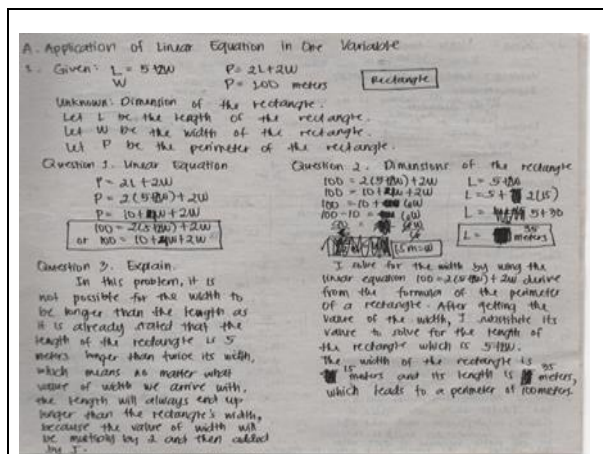 A. Application of Linear Equation in One Variable
1. Given: L = 5+2W P= 2L+2W
W P= 100 meters Rectangle
Unknown: Dimension of the rectangle.
Let L be the length of the rectangle.
Let W be the width of the rectangle.
Let P be the perimeter of the rectangle.
Question 1. Linear Equation
P = 2L + 2W
P = 2(5+2W)+2W
P= 10+4W+2W
100 = 2(5+2W)+2W
or 100 = 10+4W+2W
Question 3. Explain.
In this problem, it is
not possible for the width to
be longer than the length as
it is already stated that the
length of the rectangle is 5
meters longer than twice its width,
which means no matter what
value of width we arrive with,
the length will always end up
longer than the rectangle's width,
because the value of width will
be multiply by 2 and then added
by 5.
Question 2. Dimensions of the rectangle
100 = 2(5+2W)+2W L = 5+2W
100 = 10+4W+2W L = 5+ 2(15)
100 = 10+ 6W L = 5+30
100-10 = 6W L = 35 meters
15m=W
I solve for the width by using the
linear equation 100=2(5+2W)+2W derive
from the formula of the perimeter
of a rectangle. After getting the
value of the width, I substitute its
value to solve for the length of
the rectangle which is 5+2W.
The width of the rectangle is
15 meters and its length is 35 meters,
which leads to a perimeter of 100meters.